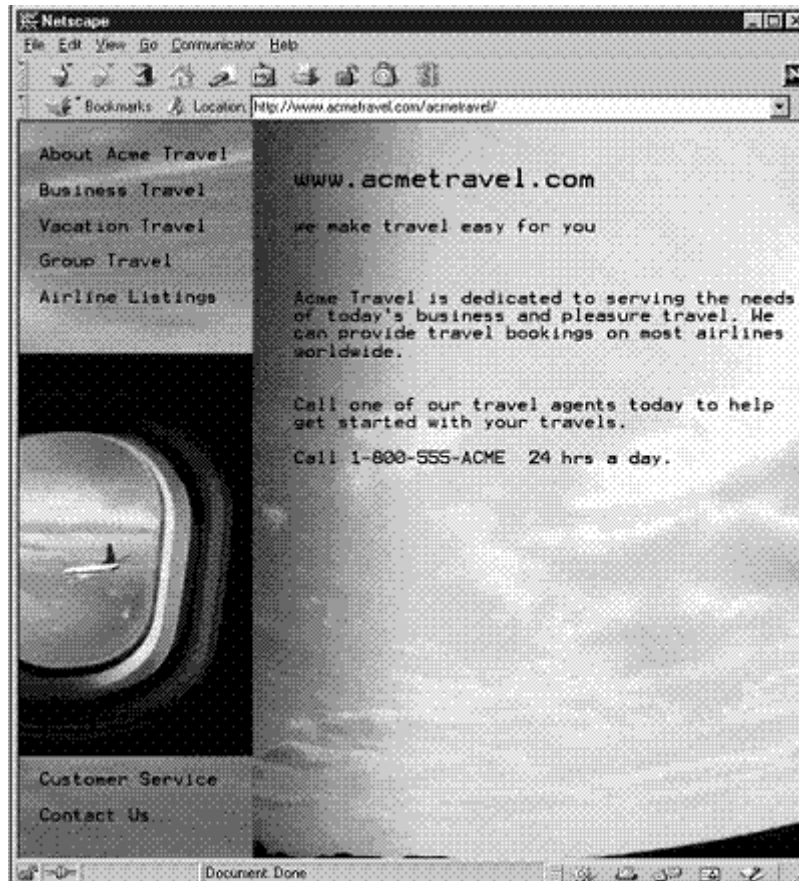 Netscape
File Edit View Go Communicator Help
Bookmarks Location: http://www.acmetravel.com/acmetravel/
About Acme Travel
Business Travel
Vacation Travel
Group Travel
Airline Listings
www.acmetravel.com
we make travel easy for you
Acme Travel is dedicated to serving the needs
of today's business and pleasure travel. We
can provide travel bookings on most airlines
worldwide.
Call one of our travel agents today to help
get started with your travels.
Call 1-800-555-ACME 24 hrs a day.
Customer Service
Contact Us
Document: Done